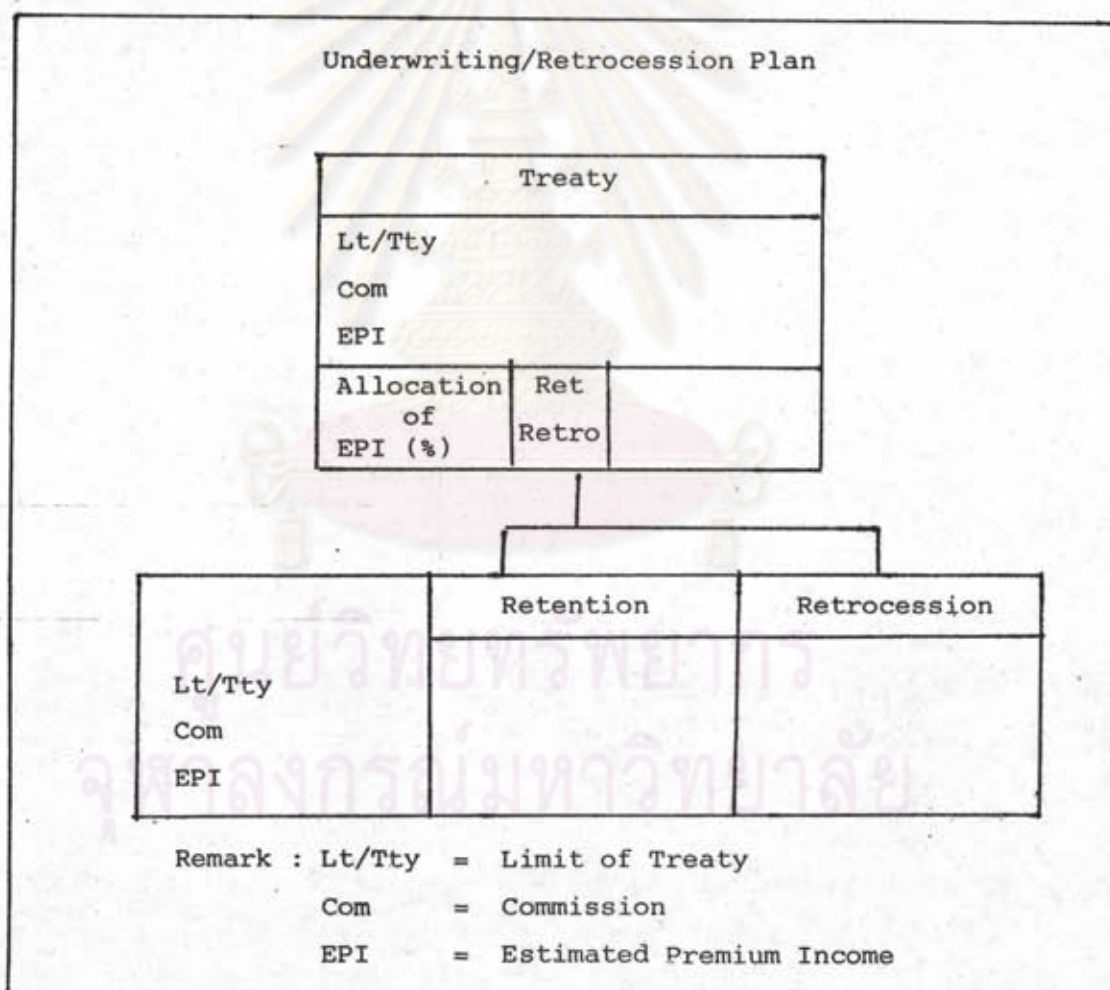 Underwriting/Retrocession Plan
Treaty
Lt/Tty
Com
EPI
Allocation of EPI (%)
Ret
Retro
Retention
Retrocession
Lt/Tty
Com
EPI
ศูนย์วิทยทรัพยากร
จุฬาลงกรณ์มหาวิทยาลัย
Remark : Lt/Tty = Limit of Treaty
Com = Commission
EPI = Estimated Premium Income